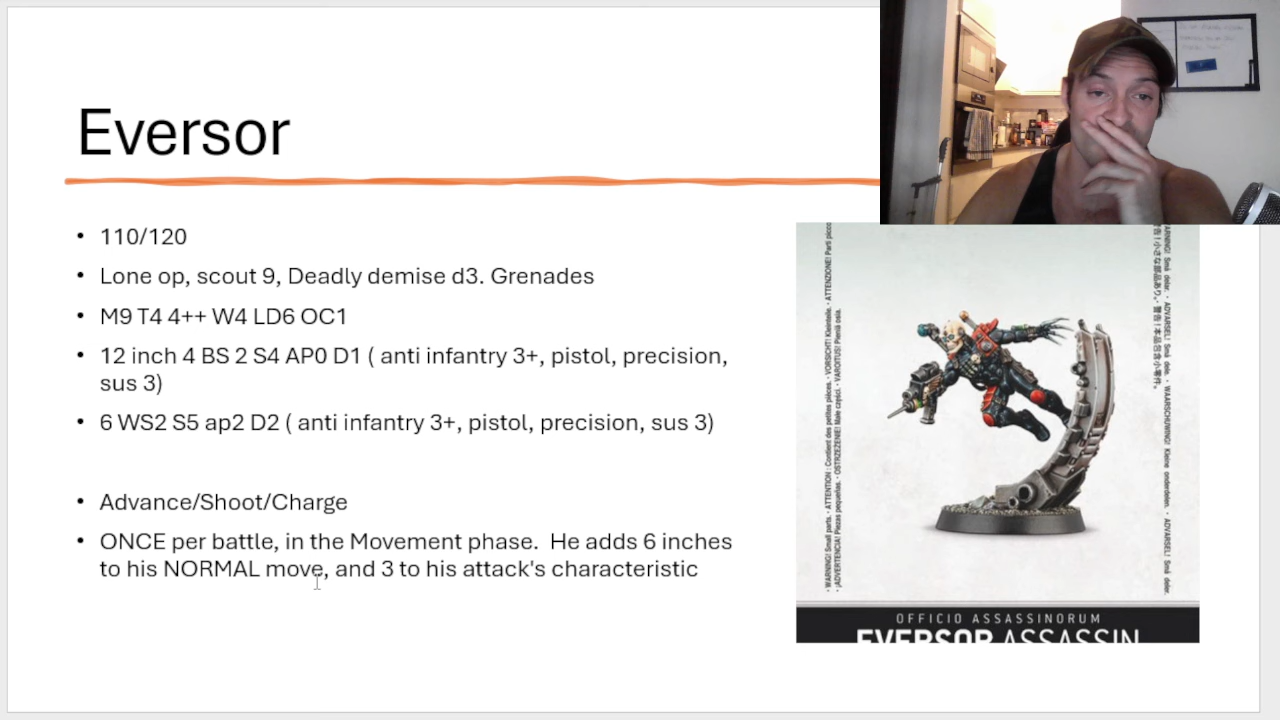 Eversor
• 110/120
• Lone op, scout 9, Deadly demise d3. Grenades
• M9 T4 4++ W4 LD6 OC1
• 12 inch 4 BS 2 S4 AP0 D1 ( anti infantry 3+, pistol, precision,
sus 3)
• 6 WS2 S5 ap2 D2 ( anti infantry 3+, pistol, precision, sus 3)
• Advance/Shoot/Charge
• ONCE per battle, in the Movement phase. He adds 6 inches
to his NORMAL move, and 3 to his attack's characteristic
OFFICIO ASSASSINORUM
EVERSOR ASSASSIN